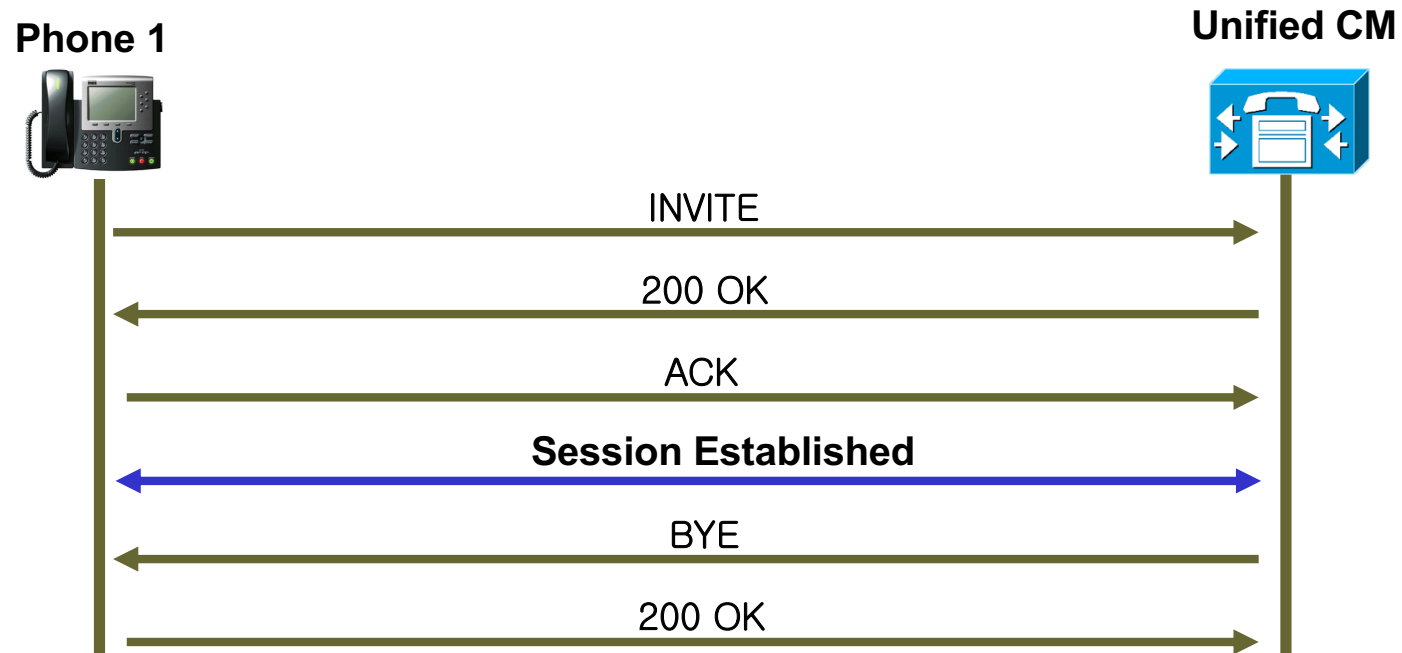 Phone 1
Unified CM
INVITE
200 OK
ACK
Session Established
BYE
200 OK